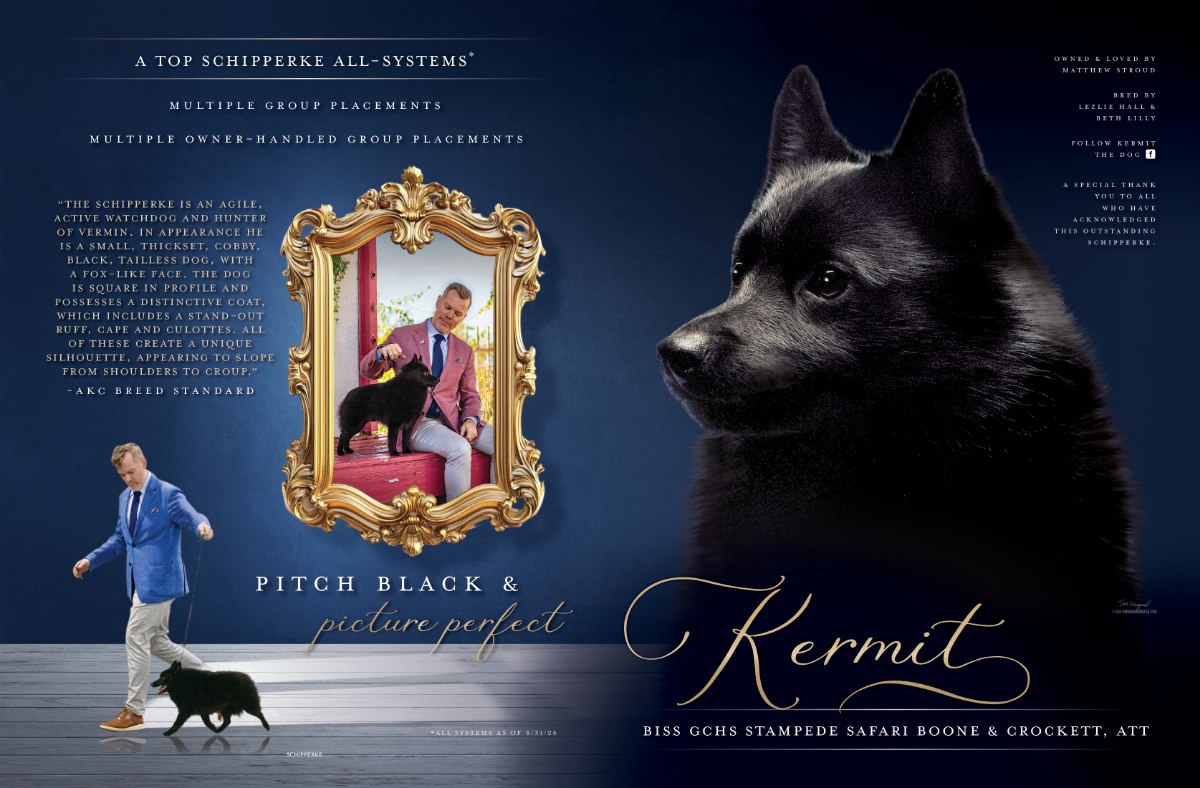 A TOP SCHIPPERKE ALL-SYSTEMS*
MULTIPLE GROUP PLACEMENTS
MULTIPLE OWNER-HANDLED GROUP PLACEMENTS
"THE SCHIPPERKE IS AN AGILE,
ACTIVE WATCHDOG AND HUNTER
OF VERMIN. IN APPEARANCE HE
IS A SMALL, THICKSET, COBBY,
BLACK, TAILLESS DOG, WITH
A FOX-LIKE FACE. THE DOG
IS SQUARE IN PROFILE AND
POSSESSES A DISTINCTIVE COAT,
WHICH INCLUDES A STAND-OUT
RUFF, CAPE AND CULOTTES. ALL
OF THESE CREATE A UNIQUE
SILHOUETTE, APPEARING TO SLOPE
FROM SHOULDERS TO CROUP."
-AKC BREED STANDARD
PITCH BLACK &
picture perfect
*ALL SYSTEMS AS OF 3/31/25
SCHIPPERKE
OWNED & LOVED BY
MATTHEW STROUD
BRED BY
LEZLIE HALL &
BETH LILLY
FOLLOW KERMIT
THE DOG
A SPECIAL THANK
YOU TO ALL
WHO HAVE
ACKNOWLEDGED
THIS OUTSTANDING
SCHIPPERKE.
Kermit
BISS GCHS STAMPEDE SAFARI BOONE & CROCKETT, ATT